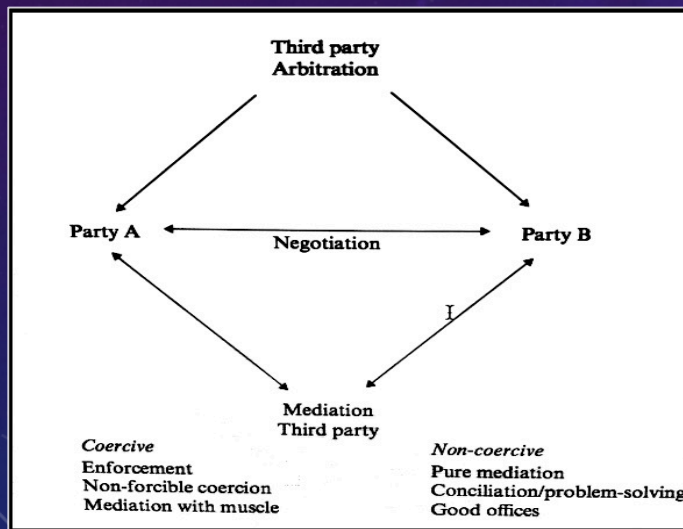 Third party
Arbitration
Party A
Negotiation
Party B
Mediation
Third party
Coercive
Enforcement
Non-forcible coercion
Mediation with muscle
Non-coercive
Pure mediation
Conciliation/problem-solving
Good offices